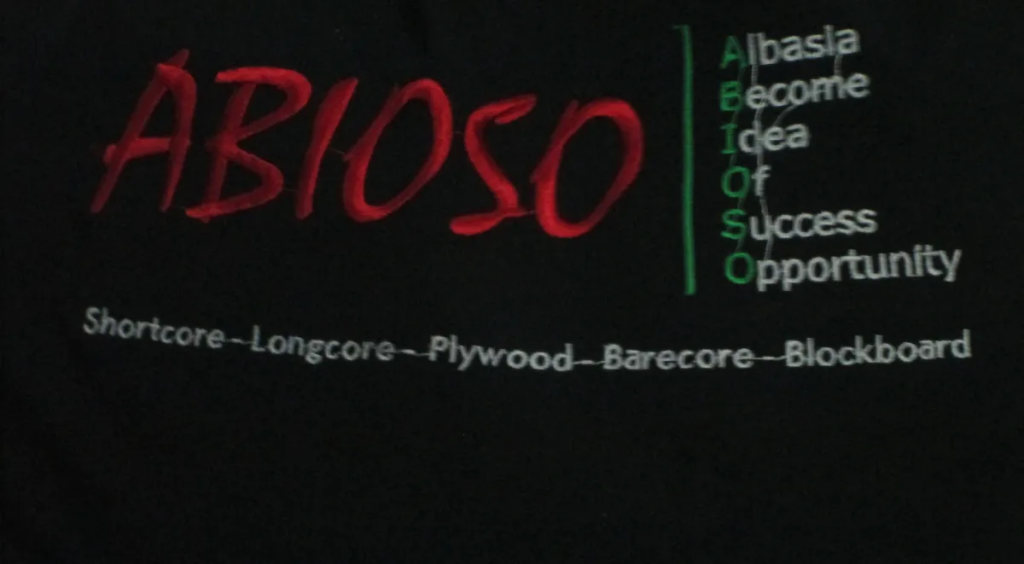 ABIOSO
Albasia
Become
Idea
Of
Success
Opportunity
Shortcore-Longcore-Plywood-Barecore-Blockboard